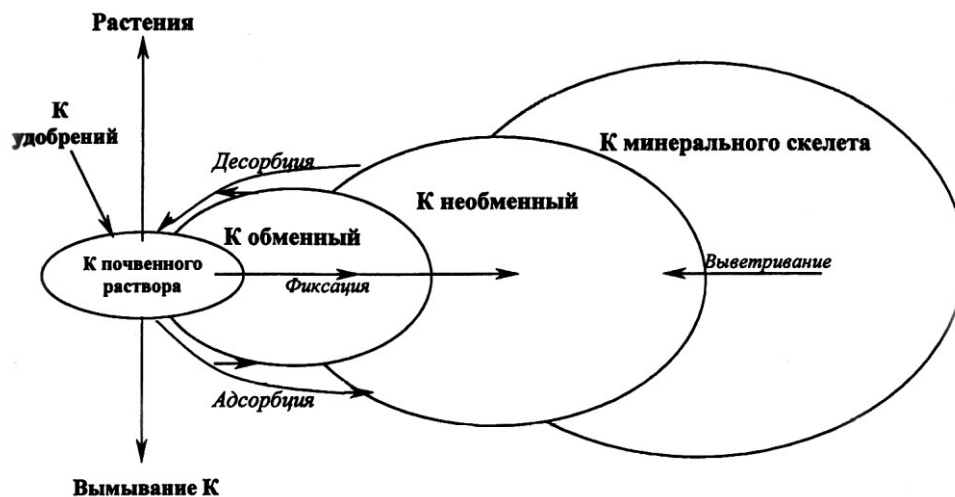 Растения
К
удобрений
Десорбция
К минерального скелета
К необменный
К обменный
К почвенного
раствора
Фиксация
Выветривание
Адсорбция
Вымывание К